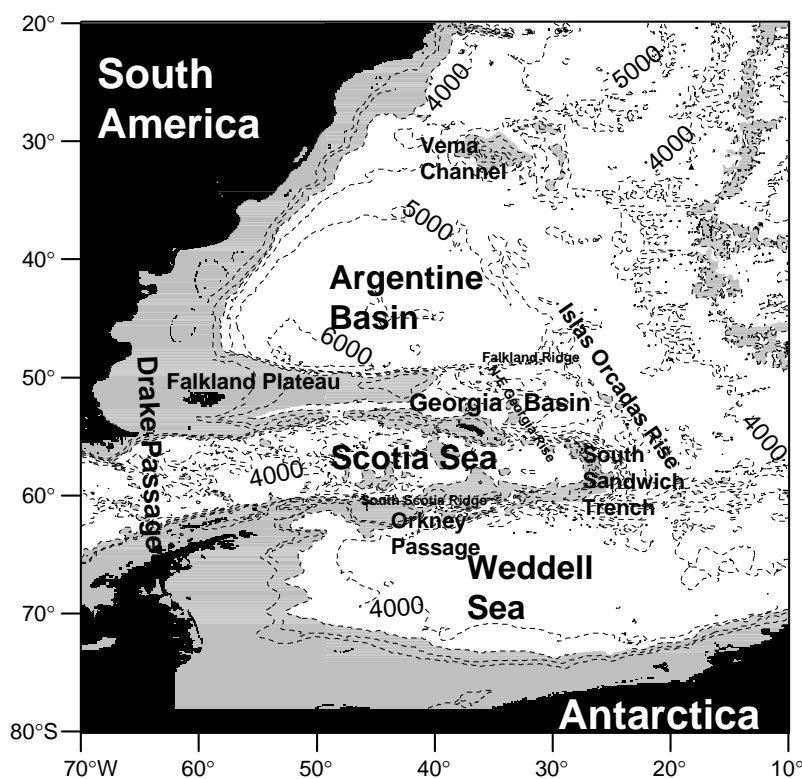 20°
30°
40°
50°
60°
70°
80°S
South
America
4000
5000
4000
Vema
Channel
5000
Argentine
Basin
6000
Islas Orcadas Rise
Falkland Ridge
Drake Passage
Falkland Plateau
N.E. Georgia Rise
Georgia Basin
4000
Scotia Sea
4000
South
Sandwich
Trench
South Scotia Ridge
Orkney
Passage
Weddell
Sea
4000
Antarctica
70°W
60°
50°
40°
30°
20°
10°